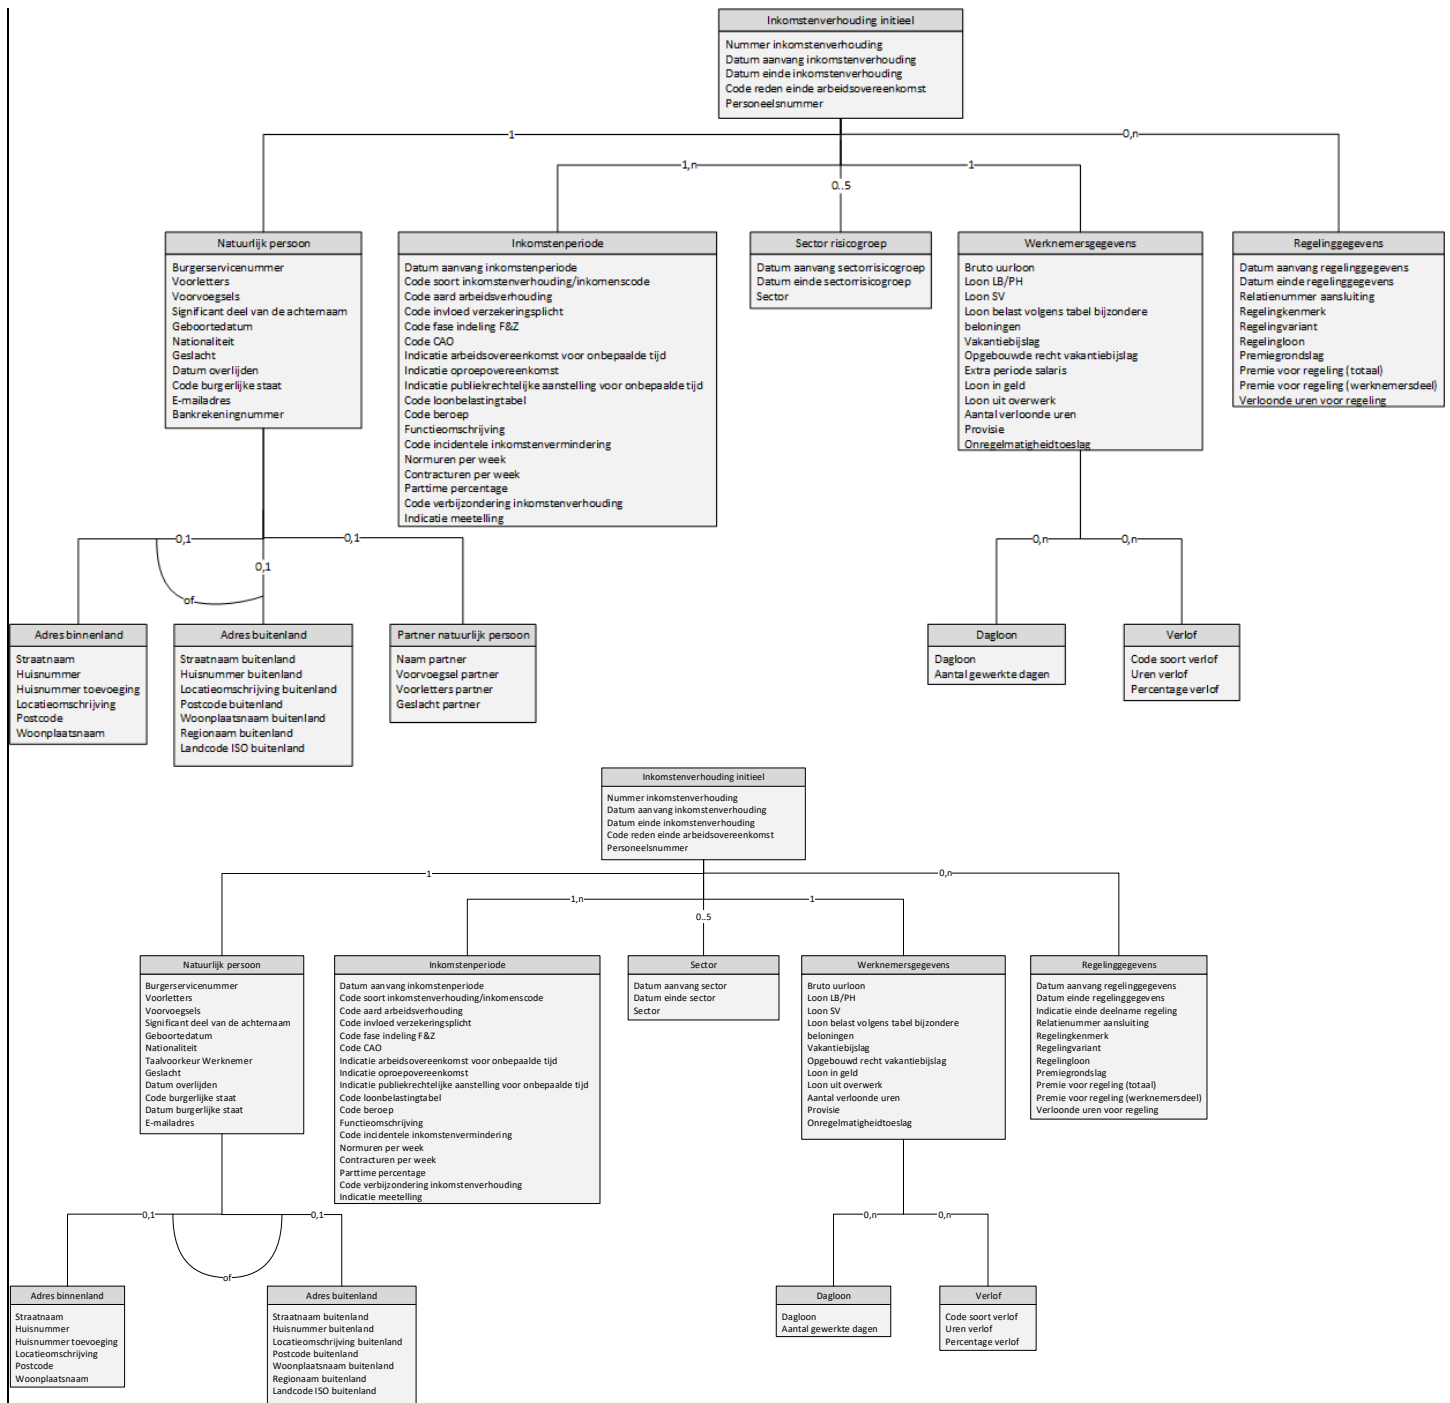 Inkomstenverhouding initieel
Nummer inkomstenverhouding
Datum aanvang inkomstenverhouding
Datum einde inkomstenverhouding
Code reden einde arbeidsovereenkomst
Personeelsnummer
1
0,n
1,n
1
0..5
Natuurlijk persoon
Burgerservicenummer
Voorletters
Voorvoegsels
Significant deel van de achternaam
Geboortedatum
Nationaliteit
Geslacht
Datum overlijden
Code burgerlijke staat
E-mailadres
Bankrekeningnummer
Inkomstenperiode
Datum aanvang inkomstenperiode
Code soort inkomstenverhouding/inkomenscode
Code aard arbeidsverhouding
Code invloed verzekeringsplicht
Code fase indeling F&Z
Code CAO
Indicatie arbeidsovereenkomst voor onbepaalde tijd
Indicatie oproepovereenkomst
Indicatie publiekrechtelijke aanstelling voor onbepaalde tijd
Code loonbelastingtabel
Code beroep
Functieomschrijving
Code incidentele inkomstenvermindering
Normuren per week
Contracturen per week
Parttime percentage
Code verbijzondering inkomstenverhouding
Indicatie meetelling
Sector risicogroep
Datum aanvang sectorrisicogroep
Datum einde sectorrisicogroep
Sector
Werknemersgegevens
Bruto uurloon
Loon LB/PH
Loon SV
Loon belast volgens tabel bijzondere
beloningen
Vakantiebijslag
Opgebouwde recht vakantiebijslag
Extra periode salaris
Loon in geld
Loon uit overwerk
Aantal verloonde uren
Provisie
Onregelmatigheidtoeslag
Regelinggegevens
Datum aanvang regelinggegevens
Datum einde regelinggegevens
Relatienummer aansluiting
Regelingkenmerk
Regelingvariant
Regelingloon
Premiegrondslag
Premie voor regeling (totaal)
Premie voor regeling (werknemersdeel)
Verloonde uren voor regeling
0,1
0,1
0,1
of
0,n
0,n
Adres binnenland
Straatnaam
Huisnummer
Huisnummer toevoeging
Locatieomschrijving
Postcode
Woonplaatsnaam
Adres buitenland
Straatnaam buitenland
Huisnummer buitenland
Locatieomschrijving buitenland
Postcode buitenland
Woonplaatsnaam buitenland
Regionaam buitenland
Landcode ISO buitenland
Partner natuurlijk persoon
Naam partner
Voorvoegsel partner
Voorletters partner
Geslacht partner
Dagloon
Dagloon
Aantal gewerkte dagen
Verlof
Code soort verlof
Uren verlof
Percentage verlof
Inkomstenverhouding initieel
Nummer inkomstenverhouding
Datum aanvang inkomstenverhouding
Datum einde inkomstenverhouding
Code reden einde arbeidsovereenkomst
Personeelsnummer
1
0,n
1,n
1
0..5
Natuurlijk persoon
Burgerservicenummer
Voorletters
Voorvoegsels
Significant deel van de achternaam
Geboortedatum
Nationaliteit
Taalvoorkeur Werknemer
Geslacht
Datum overlijden
Code burgerlijke staat
Datum burgerlijke staat
E-mailadres
Inkomstenperiode
Datum aanvang inkomstenperiode
Code soort inkomstenverhouding/inkomenscode
Code aard arbeidsverhouding
Code invloed verzekeringsplicht
Code fase indeling F&Z
Code CAO
Indicatie arbeidsovereenkomst voor onbepaalde tijd
Indicatie oproepovereenkomst
Indicatie publiekrechtelijke aanstelling voor onbepaalde tijd
Code loonbelastingtabel
Code beroep
Functieomschrijving
Code incidentele inkomstenvermindering
Normuren per week
Contracturen per week
Parttime percentage
Code verbijzondering inkomstenverhouding
Indicatie meetelling
Sector
Datum aanvang sector
Datum einde sector
Sector
Werknemersgegevens
Bruto uurloon
Loon LB/PH
Loon SV
Loon belast volgens tabel bijzondere
beloningen
Vakantiebijslag
Opgebouwd recht vakantiebijslag
Loon in geld
Loon uit overwerk
Aantal verloonde uren
Provisie
Onregelmatigheidtoeslag
Regelinggegevens
Datum aanvang regelinggegevens
Datum einde regelinggegevens
Indicatie einde deelname regeling
Relatienummer aansluiting
Regelingkenmerk
Regelingvariant
Regelingloon
Premiegrondslag
Premie voor regeling (totaal)
Premie voor regeling (werknemersdeel)
Verloonde uren voor regeling
0,1
0,1
of
0,n
0,n
Adres binnenland
Straatnaam
Huisnummer
Huisnummer toevoeging
Locatieomschrijving
Postcode
Woonplaatsnaam
Adres buitenland
Straatnaam buitenland
Huisnummer buitenland
Locatieomschrijving buitenland
Postcode buitenland
Woonplaatsnaam buitenland
Regionaam buitenland
Landcode ISO buitenland
Dagloon
Dagloon
Aantal gewerkte dagen
Verlof
Code soort verlof
Uren verlof
Percentage verlof